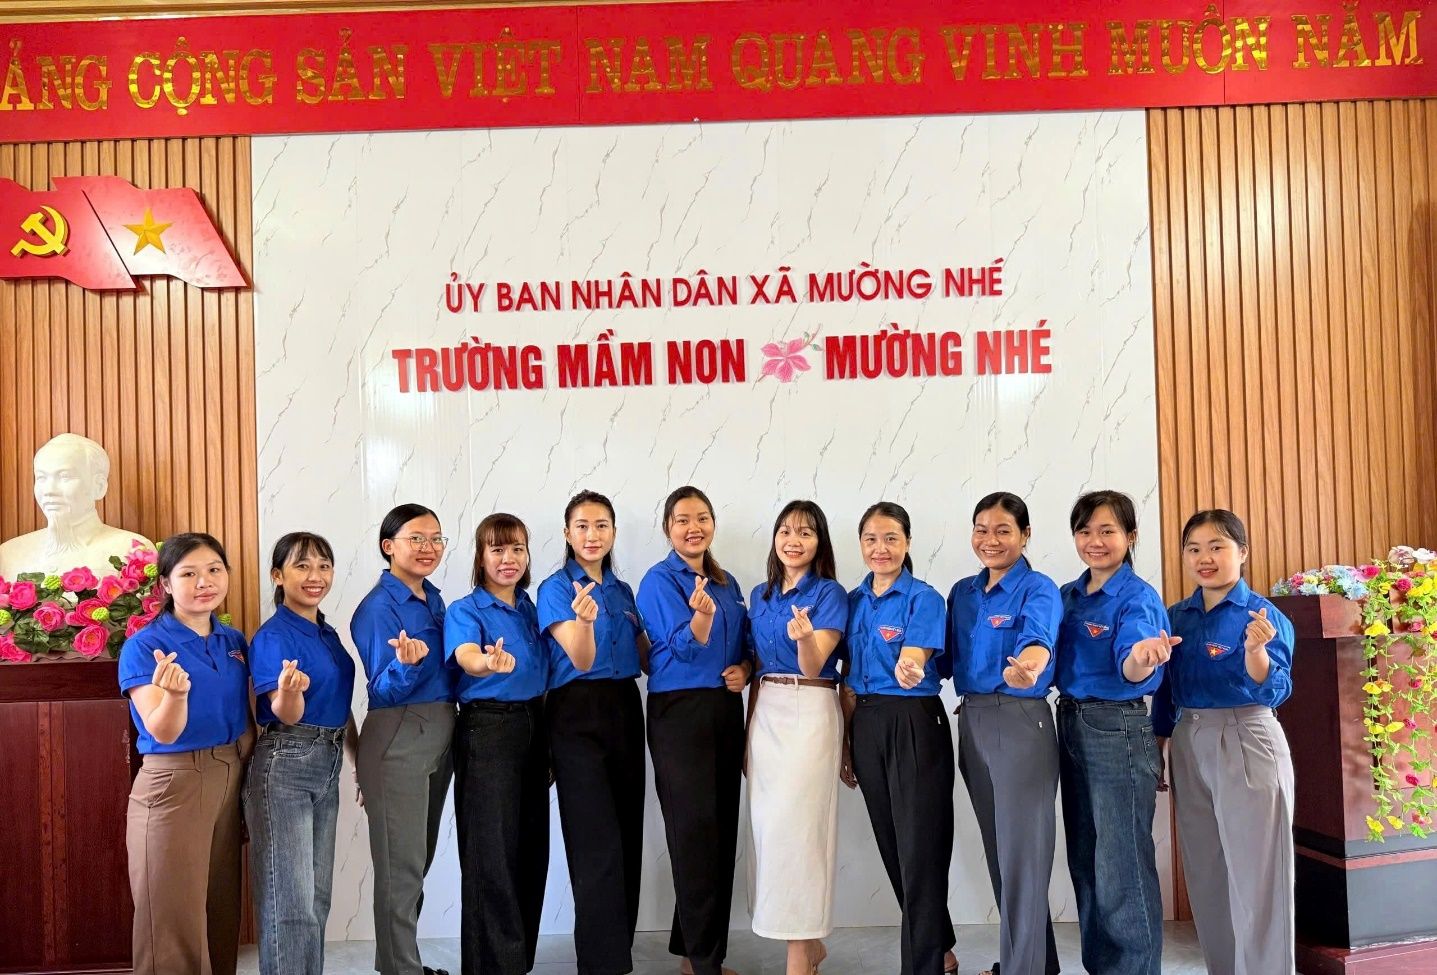 ẢNG CỘNG SẢN VIỆT NAM QUANG VINH MUÔN NĂM
ỦY BAN NHÂN DÂN XÃ MƯỜNG NHÉ
TRƯỜNG MẦM NON MƯỜNG NHÉ